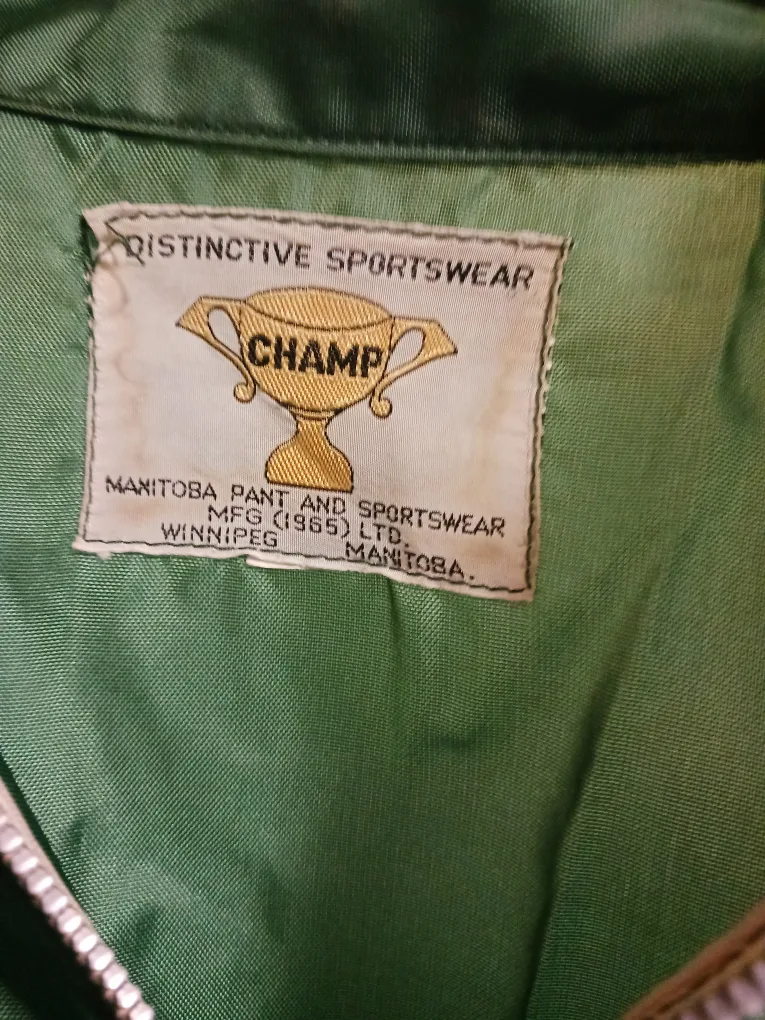 DISTINCTIVE SPORTSWEAR
CHAMP
MANITOBA PANT AND SPORTSWEAR
MFG (1965) LTD.
WINNIPEG MANITOBA.